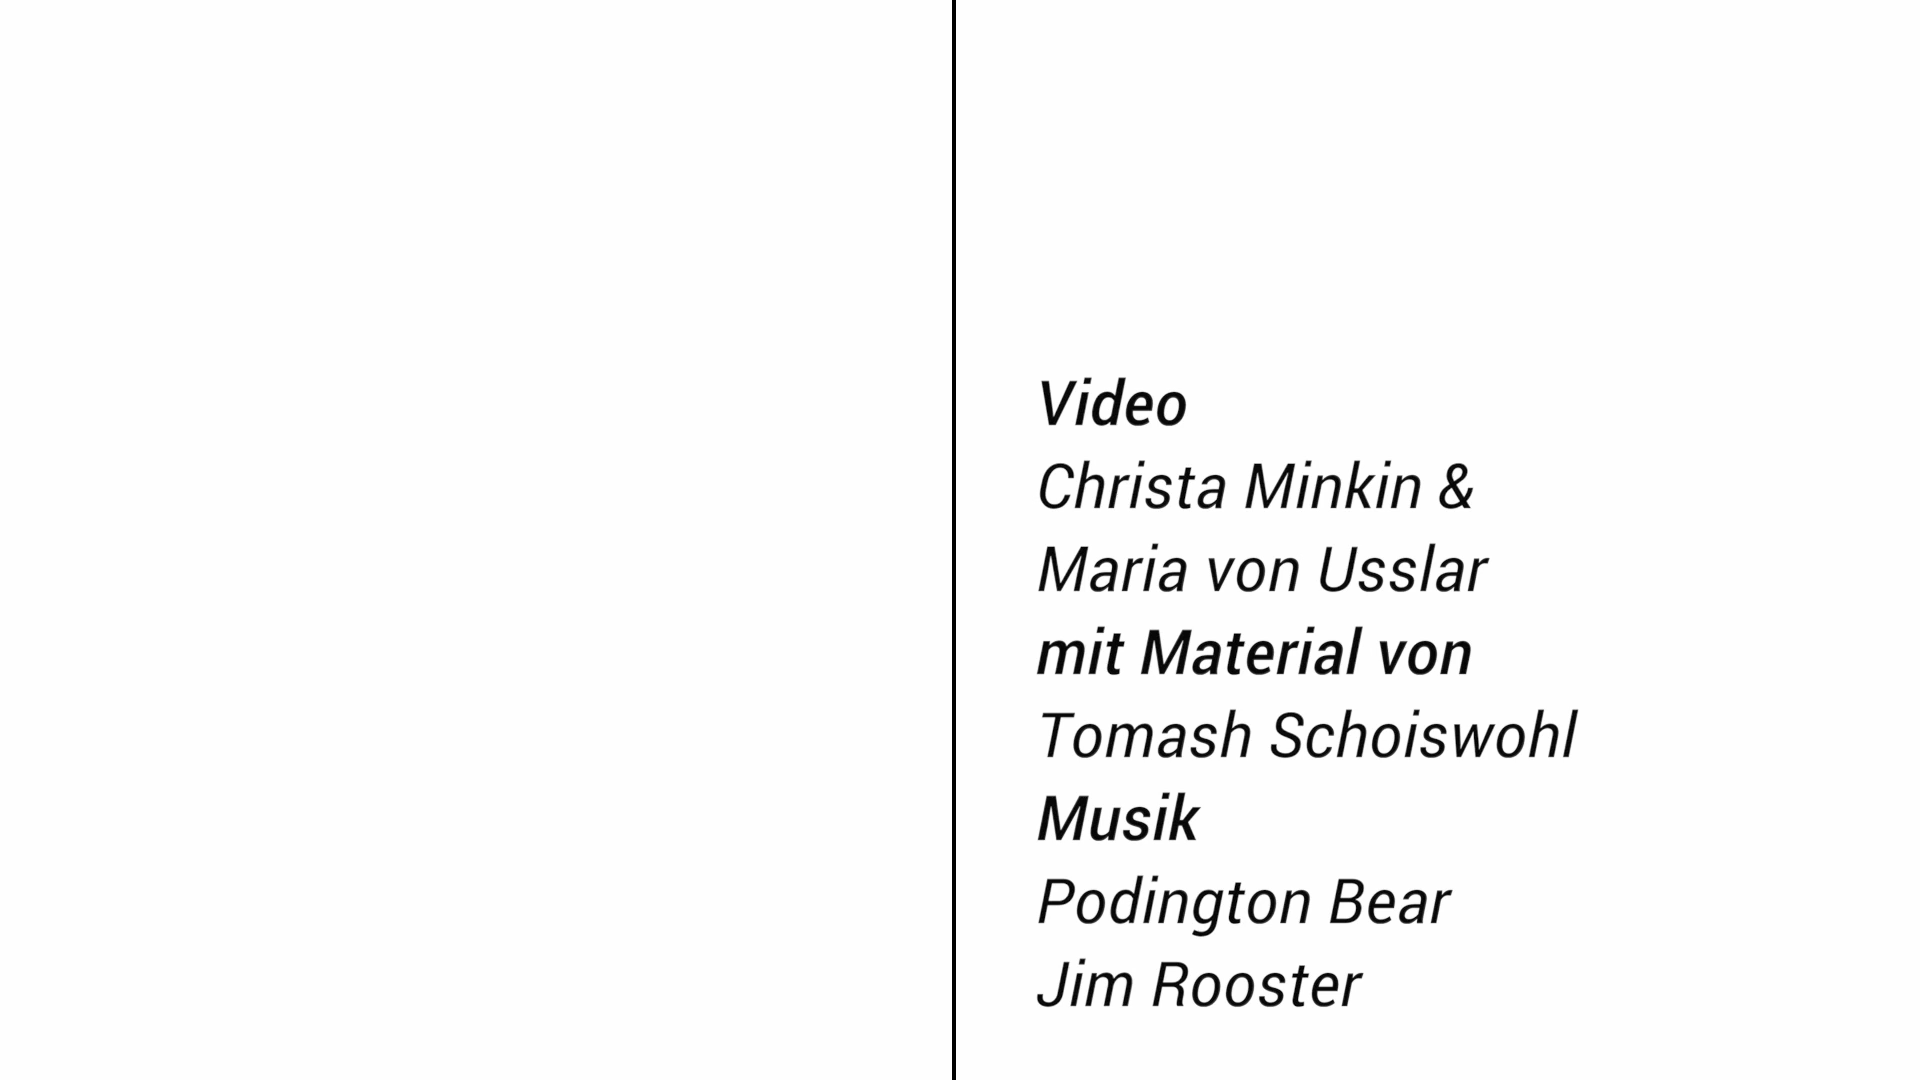 Video
Christa Minkin &
Maria von Usslar
mit Material von
Tomash Schoiswohl
Musik
Podington Bear
Jim Rooster